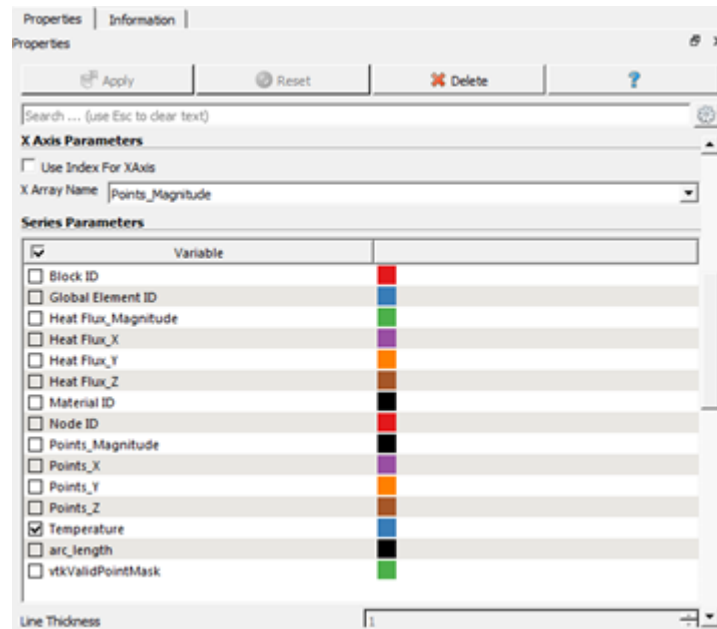 Properties
Information
Properties
Apply
Reset
Delete
?
Search ... (use Esc to clear text)
X Axis Parameters
Use Index For XAxis
X Array Name
Points_Magnitude
Series Parameters
Variable
Block ID
Global Element ID
Heat Flux_Magnitude
Heat Flux_X
Heat Flux_Y
Heat Flux_Z
Material ID
Node ID
Points_Magnitude
Points_X
Points_Y
Points_Z
Temperature
arc_length
vtkValidPointMask
Line Thickness
1